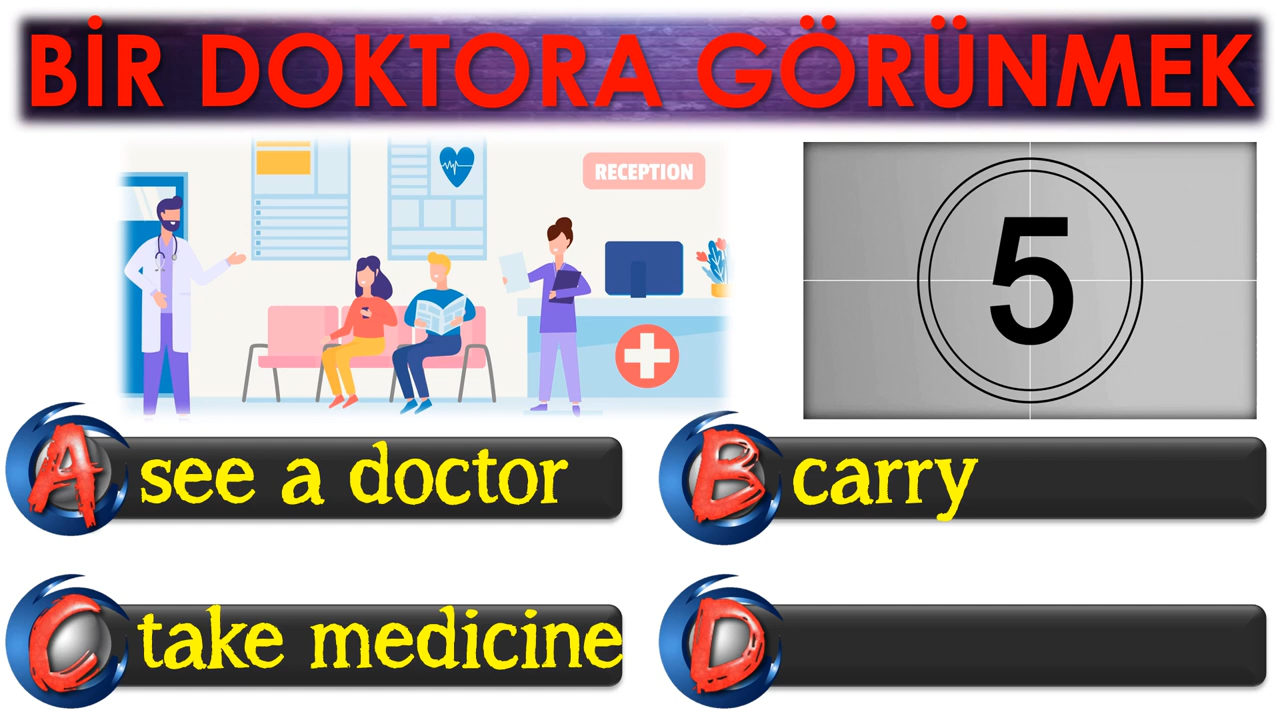 BİR DOKTORA GÖRÜNMEK
RECEPTION
5
A see a doctor
B carry
C take medicine
D